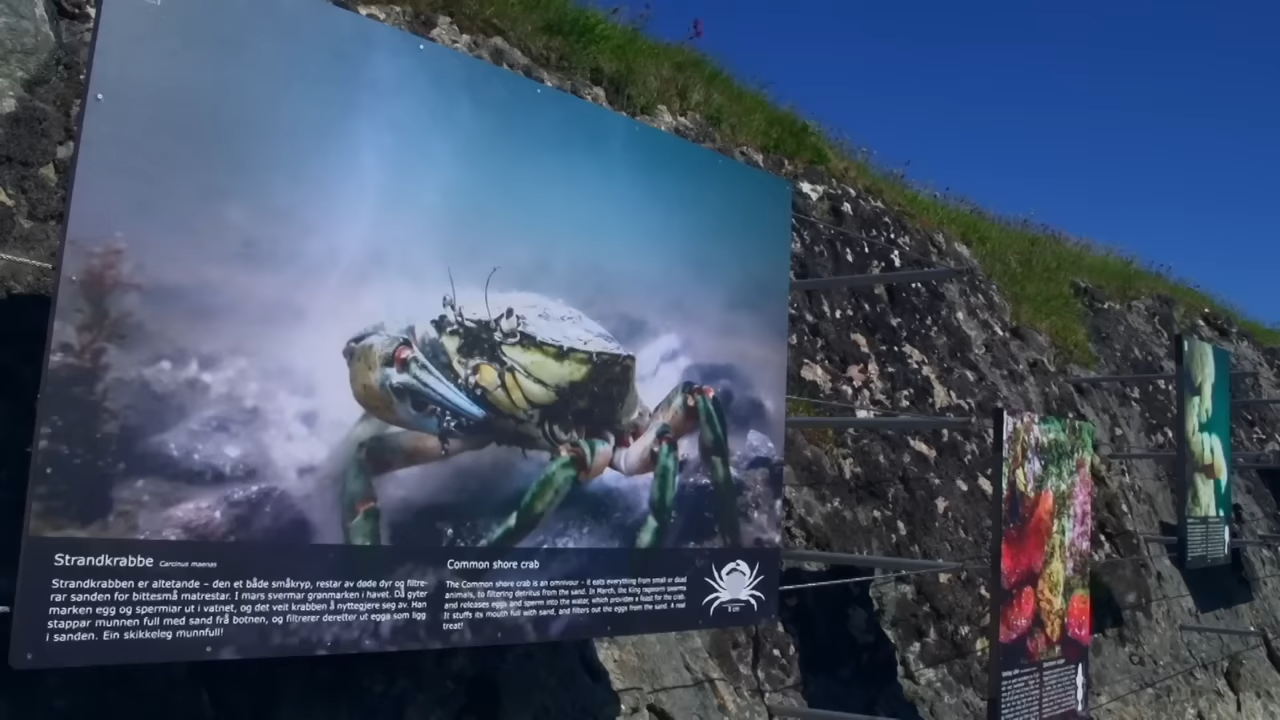 Strandkrabbe Carcinus maenas
Strandkrabben er altetande – den et både småkryp, restar av døde dyr og filtre-
rar sanden for bittesmå matrestar. I mars svermar grønmarken i havet. Då gyter
marken egg og spermiar ut i vatnet, og det veit krabben å nyttegjere seg av. Han
stappar munnen full med sand frå botnen, og filtrerer deretter ut egga som ligg
i sanden. Ein skikkeleg munnfull!
Common shore crab
The Common shore crab is an omnivour – it eats everything from small or dead
animals, to filtering detritus from the sand. In March, the King ragworm swarms
and releases eggs and sperm into the water, which provides a feast for the crab.
It stuffs its mouth full with sand, and filters out the eggs from the sand. A real
treat!
8 cm